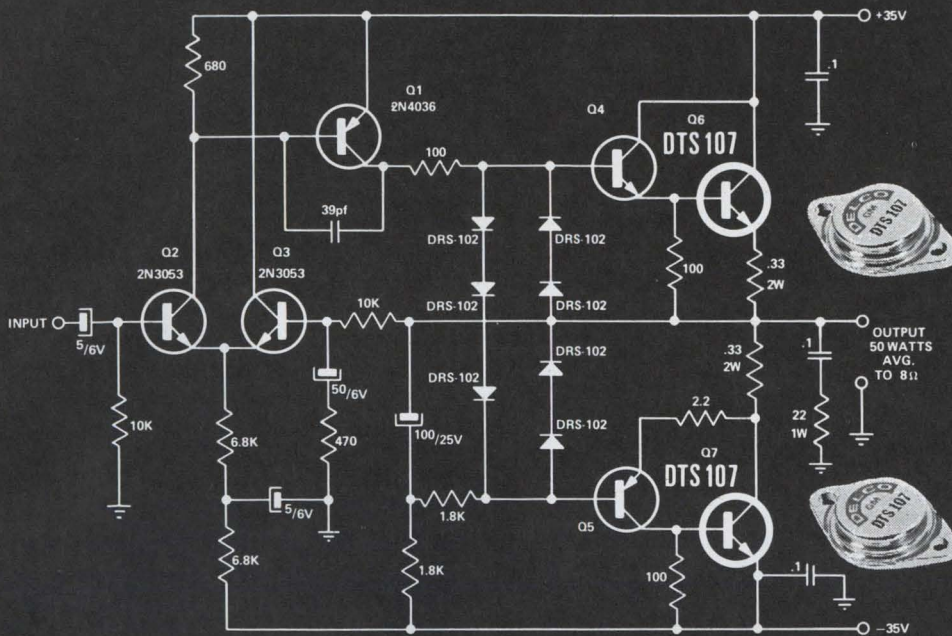 +35V
680
Q1
2N4036
.1
Q4
Q6
DTS 107
100
39pf
DELCO
GM
DTS 107
DRS-102
DRS-102
Q2
2N3053
Q3
2N3053
100
.33
2W
DRS-102
DRS-102
10K
INPUT
5/6V
OUTPUT
50 WATTS
AVG.
TO 8Ω
.33
2W
.1
DRS-102
DRS-102
50/6V
10K
2.2
22
1W
6.8K
470
100/25V
DRS-102
Q7
DTS 107
5/6V
1.8K
Q5
DELCO
GM
DTS 107
6.8K
1.8K
100
.1
-35V